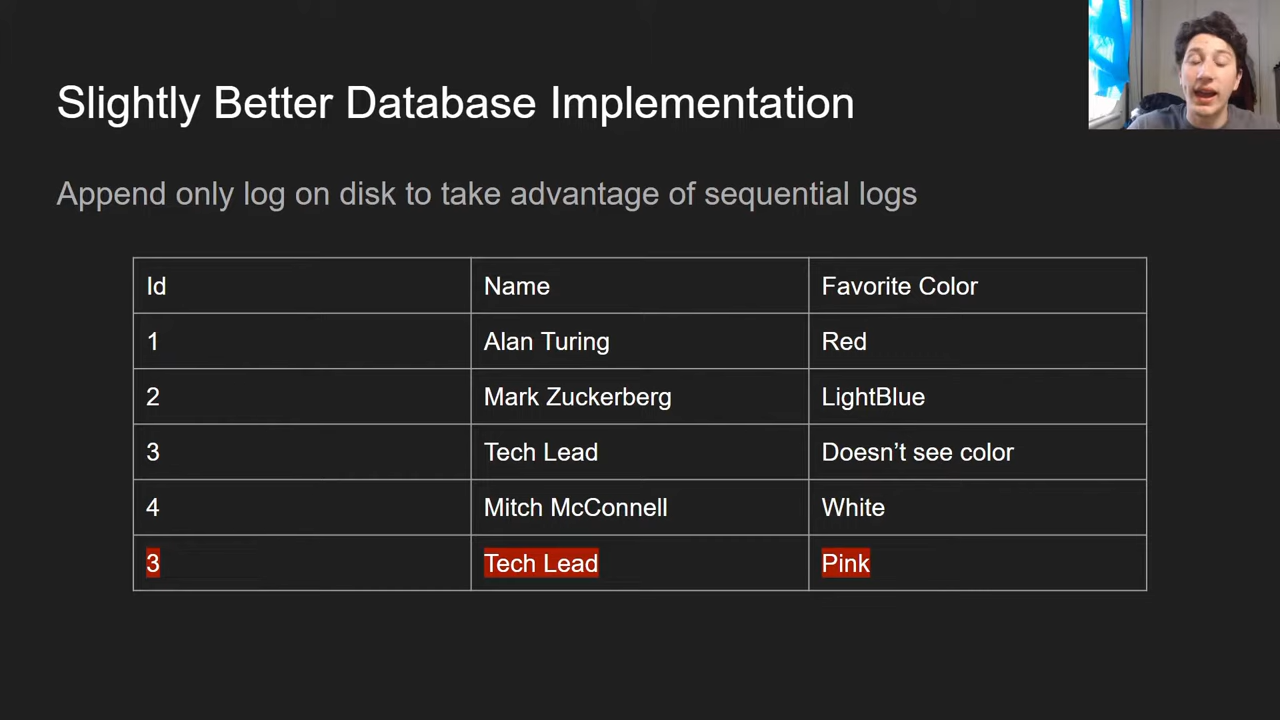 Slightly Better Database Implementation
Append only log on disk to take advantage of sequential logs
Id Name Favorite Color
1 Alan Turing Red
2 Mark Zuckerberg LightBlue
3 Tech Lead Doesn’t see color
4 Mitch McConnell White
3 Tech Lead Pink